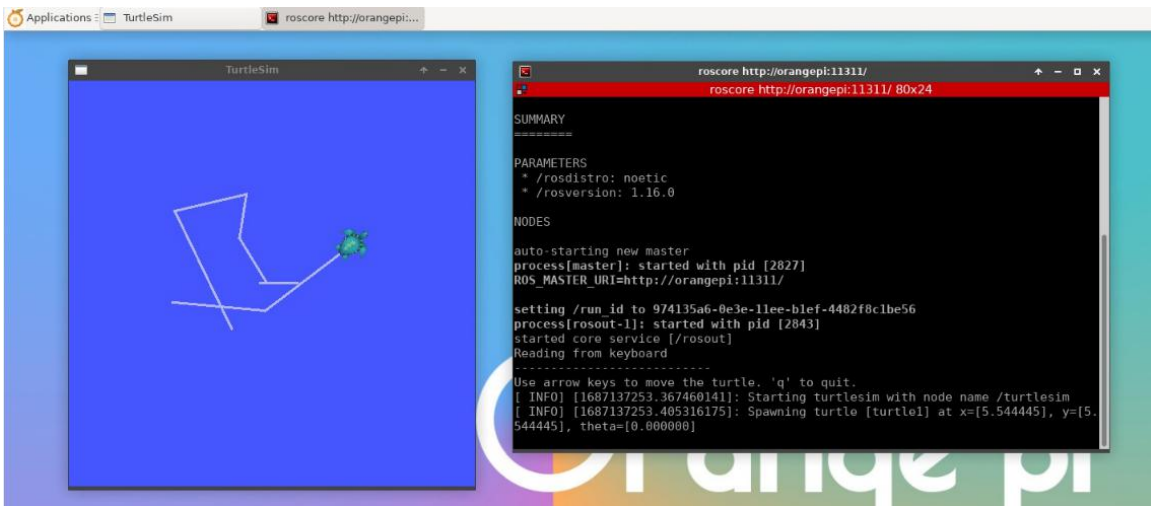 Applications TurtleSim roscore http://orangepi:...
TurtleSim
roscore http://orangepi:11311/
roscore http://orangepi:11311/ 80x24
SUMMARY
========
PARAMETERS
* /rosdistro: noetic
* /rosversion: 1.16.0
NODES
auto-starting new master
process[master]: started with pid [2827]
ROS_MASTER_URI=http://orangepi:11311/
setting /run_id to 974135a6-0e3e-11ee-b1ef-4482f8c1be56
process[rosout-1]: started with pid [2843]
started core service [/rosout]
Reading from keyboard
---------------------------
Use arrow keys to move the turtle. 'q' to quit.
[ INFO] [1687137253.367460141]: Starting turtlesim with node name /turtlesim
[ INFO] [1687137253.405316175]: Spawning turtle [turtle1] at x=[5.544445], y=[5.
544445], theta=[0.000000]
Orange pi